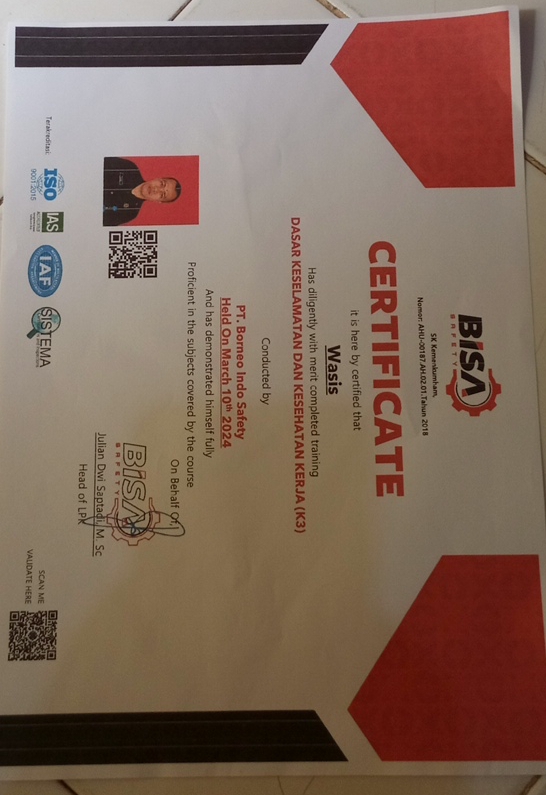 BISA
SAFETY
SK Kemenkumham,
Nomor: AHU-00187.AH.02.01.Tahun 2018
CERTIFICATE
it is here by certified that
Wasis
Has diligently with merit completed training
DASAR KESELAMATAN DAN KESEHATAN KERJA (K3)
Conducted by
PT. Borneo Indo Safety
Held On March 10th 2024
And has demonstrated himself fully
Proficient in the subjects covered by the course
On Behalf Of,
BISA
SAFETY
Julian Dwi Saptadi, M. Sc
Head of LPK
Terakreditasi:
ISO
9001:2015
IAS
IAF
SISTEMA
SCAN ME
VALIDATE HERE